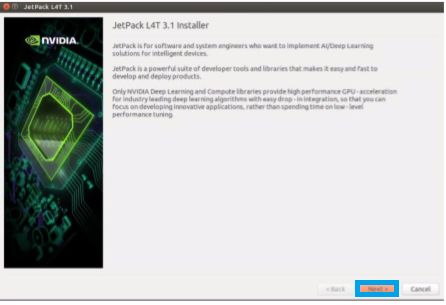 JetPack L4T 3.1
JetPack L4T 3.1 Installer
NVIDIA.
JetPack is for software and system engineers who want to implement AI/Deep Learning
solutions for intelligent devices.
JetPack is a powerful suite of developer tools and libraries that makes it easy and fast to
develop and deploy products.
Only NVIDIA Deep Learning and Compute libraries provide high performance GPU - acceleration
for industry leading deep learning algorithms with easy drop - in integration, so that you can
focus on developing innovative applications, rather than spending time on low - level
performance tuning.
< Back Next > Cancel